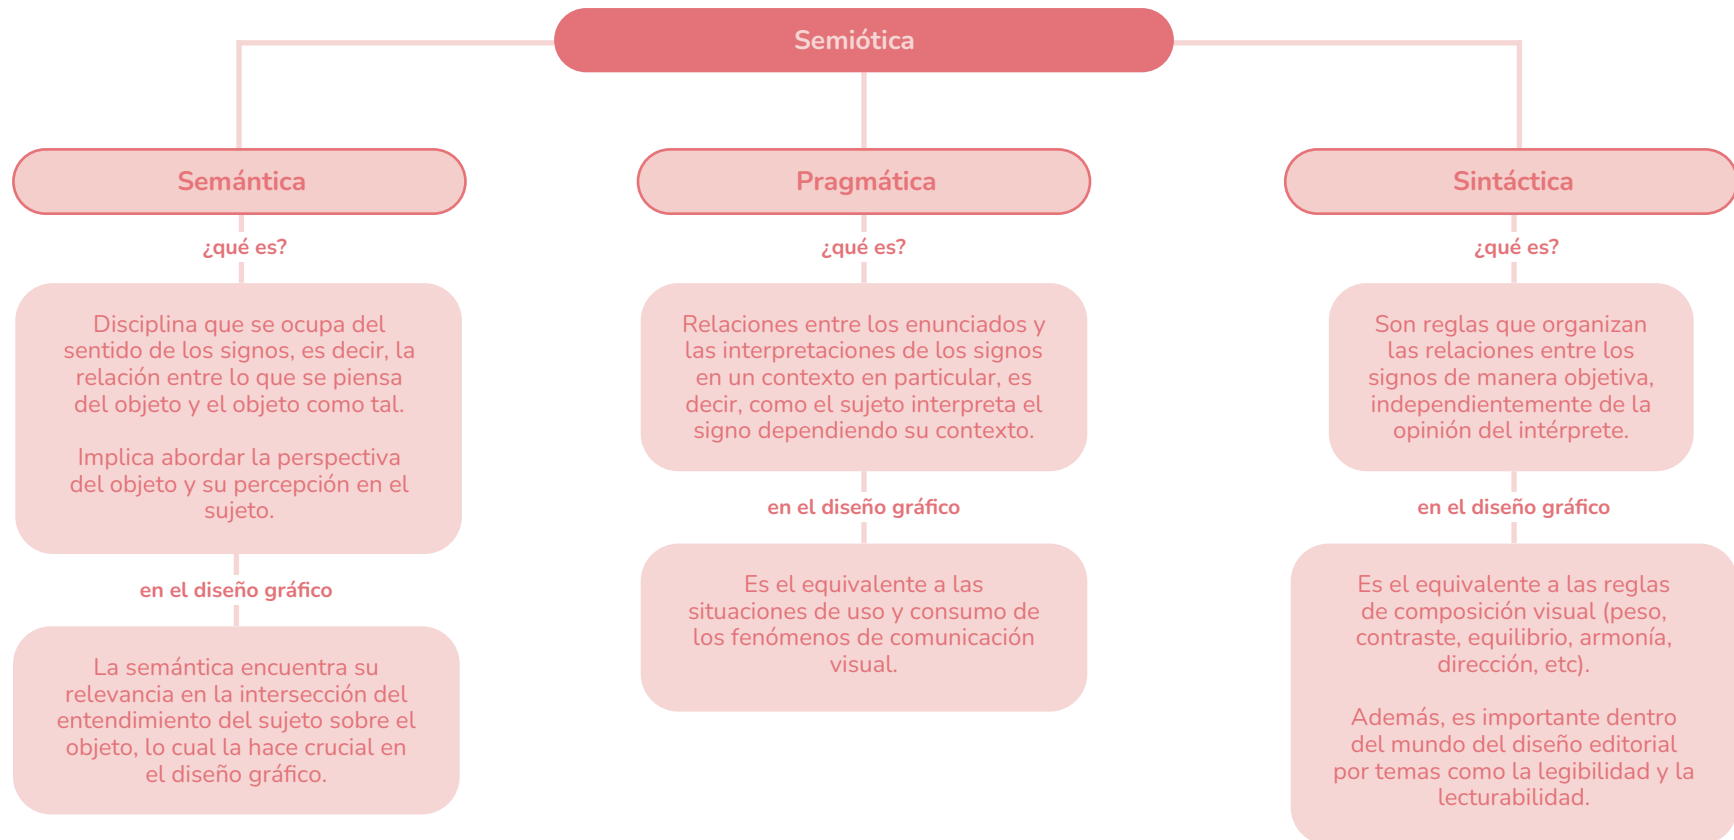 Semiótica
Semántica
¿qué es?
Disciplina que se ocupa del
sentido de los signos, es decir, la
relación entre lo que se piensa
del objeto y el objeto como tal.
Implica abordar la perspectiva
del objeto y su percepción en el
sujeto.
en el diseño gráfico
La semántica encuentra su
relevancia en la intersección del
entendimiento del sujeto sobre el
objeto, lo cual la hace crucial en
el diseño gráfico.
Pragmática
¿qué es?
Relaciones entre los enunciados y
las interpretaciones de los signos
en un contexto en particular, es
decir, como el sujeto interpreta el
signo dependiendo su contexto.
en el diseño gráfico
Es el equivalente a las
situaciones de uso y consumo de
los fenómenos de comunicación
visual.
Sintáctica
¿qué es?
Son reglas que organizan
las relaciones entre los
signos de manera objetiva,
independientemente de la
opinión del intérprete.
en el diseño gráfico
Es el equivalente a las reglas
de composición visual (peso,
contraste, equilibrio, armonía,
dirección, etc).
Además, es importante dentro
del mundo del diseño editorial
por temas como la legibilidad y la
lecturabilidad.